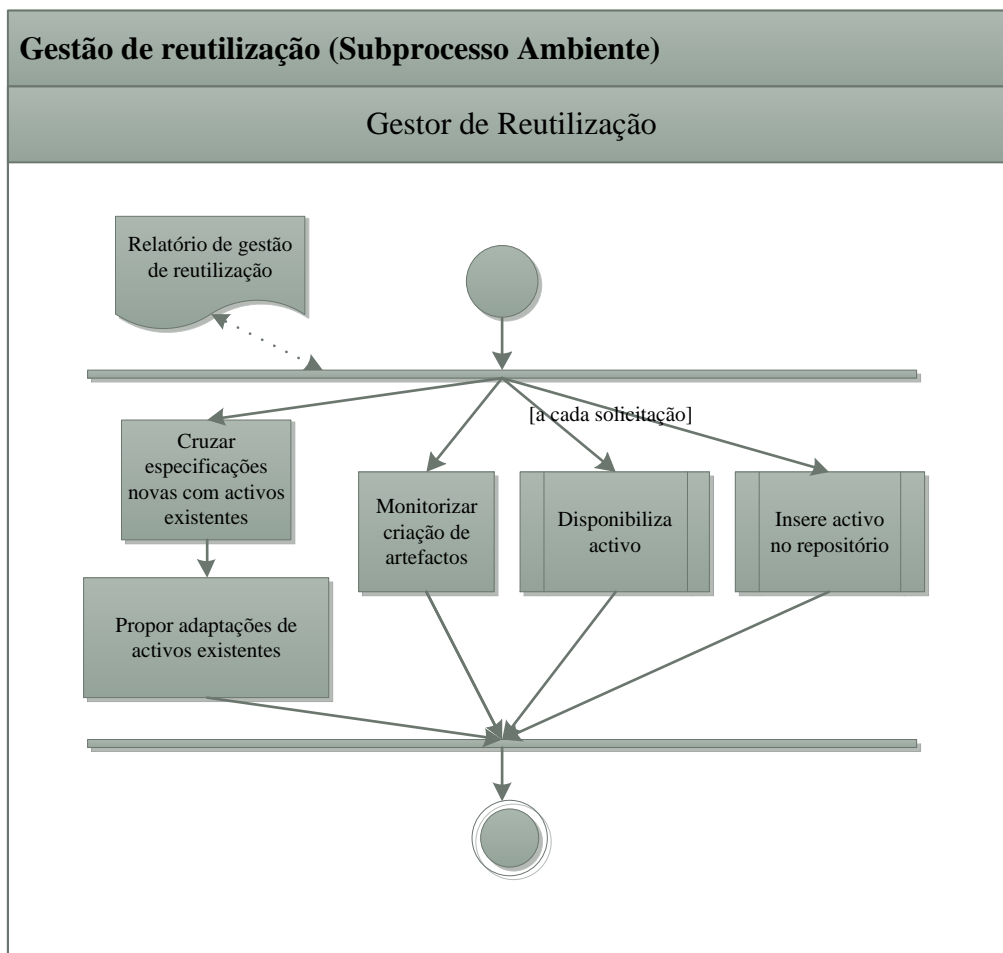 Gestão de reutilização (Subprocesso Ambiente)
Gestor de Reutilização
Relatório de gestão
de reutilização
[a cada solicitação]
Cruzar
especificações
novas com activos
existentes
Monitorizar
criação de
artefactos
Disponibiliza
activo
Insere activo
no repositório
Propor adaptações de
activos existentes